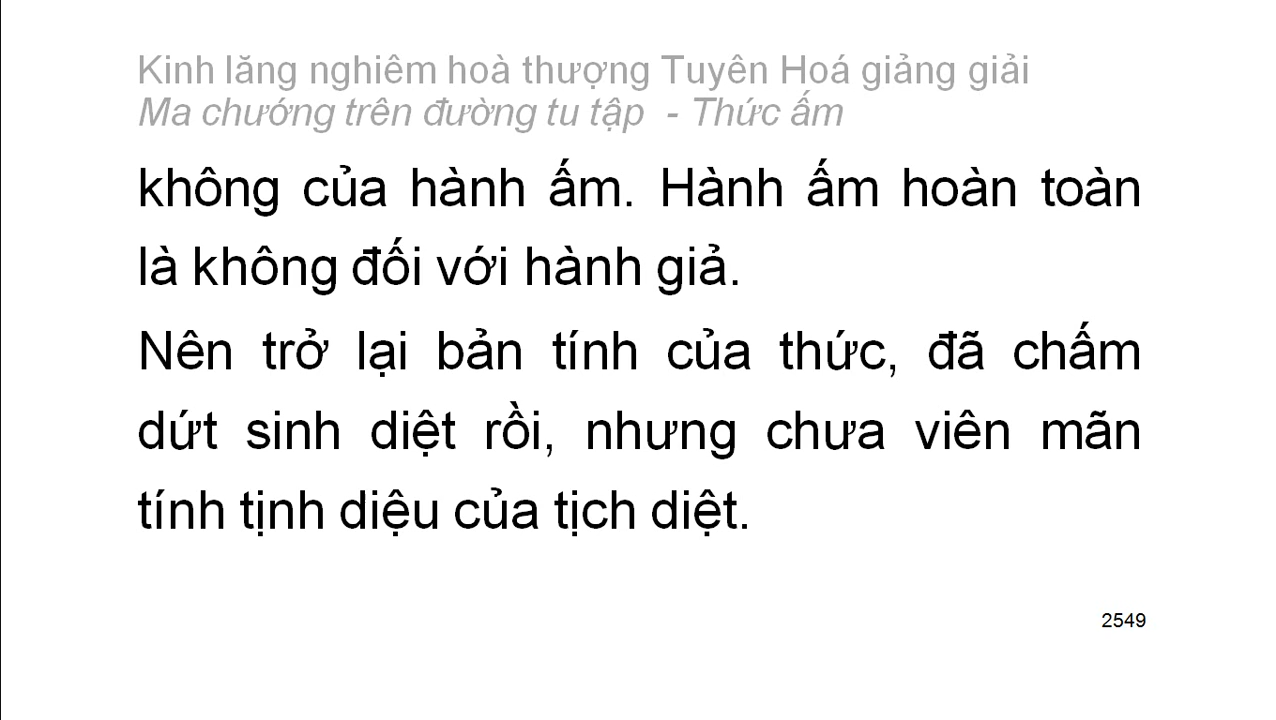 Kinh lăng nghiêm hoà thượng Tuyên Hoá giảng giải
Ma chướng trên đường tu tập - Thức ấm
không của hành ấm. Hành ấm hoàn toàn
là không đối với hành giả.
Nên trở lại bản tính của thức, đã chấm
dứt sinh diệt rồi, nhưng chưa viên mãn
tính tịnh diệu của tịch diệt.
2549